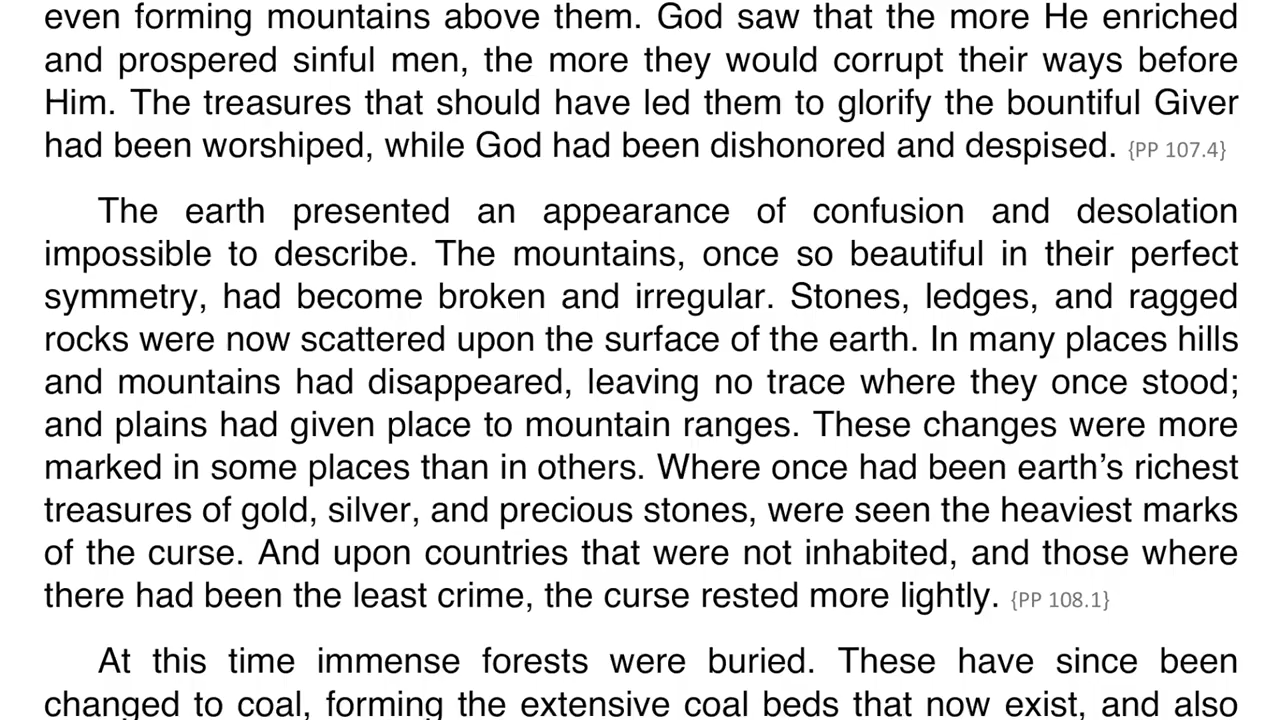 even forming mountains above them. God saw that the more He enriched
and prospered sinful men, the more they would corrupt their ways before
Him. The treasures that should have led them to glorify the bountiful Giver
had been worshiped, while God had been dishonored and despised. {PP 107.4}
The earth presented an appearance of confusion and desolation
impossible to describe. The mountains, once so beautiful in their perfect
symmetry, had become broken and irregular. Stones, ledges, and ragged
rocks were now scattered upon the surface of the earth. In many places hills
and mountains had disappeared, leaving no trace where they once stood;
and plains had given place to mountain ranges. These changes were more
marked in some places than in others. Where once had been earth’s richest
treasures of gold, silver, and precious stones, were seen the heaviest marks
of the curse. And upon countries that were not inhabited, and those where
there had been the least crime, the curse rested more lightly. {PP 108.1}
At this time immense forests were buried. These have since been
changed to coal, forming the extensive coal beds that now exist, and also